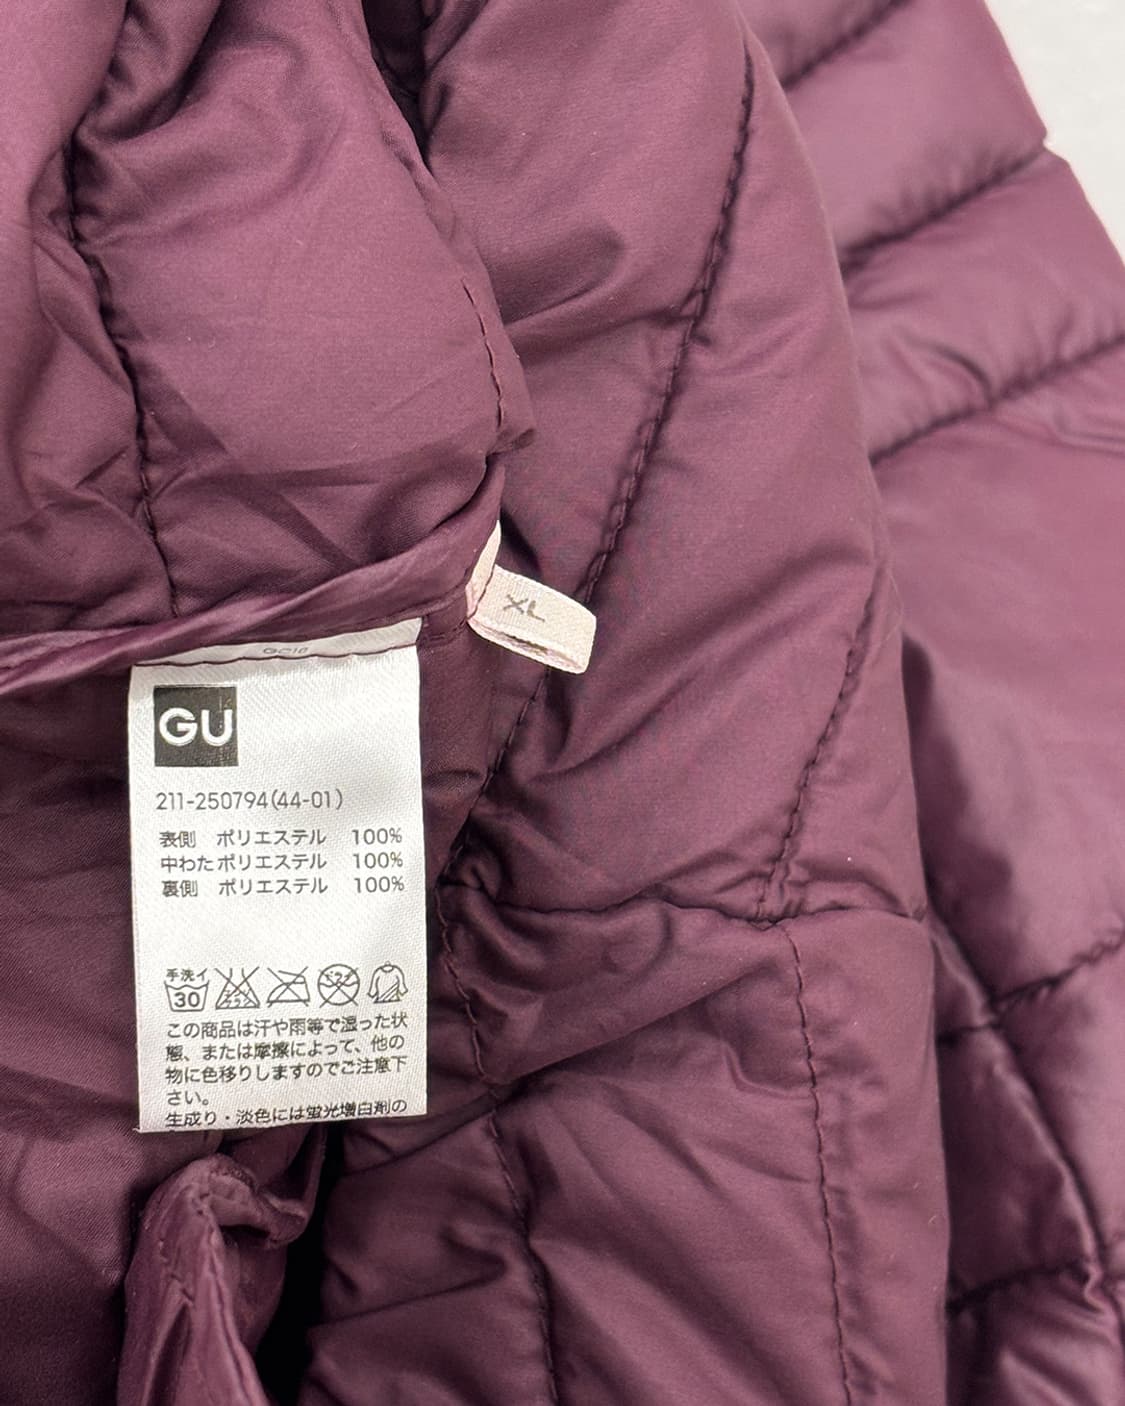 XL
GU
211-250794(44-01)
表側 ポリエステル 100%
中わた ポリエステル 100%
裏側 ポリエステル 100%
手洗イ
30
この商品は汗や雨等で湿った状
態、または摩擦によって、他の
物に色移りしますのでご注意下
さい。
生成り・淡色には蛍光増白剤の